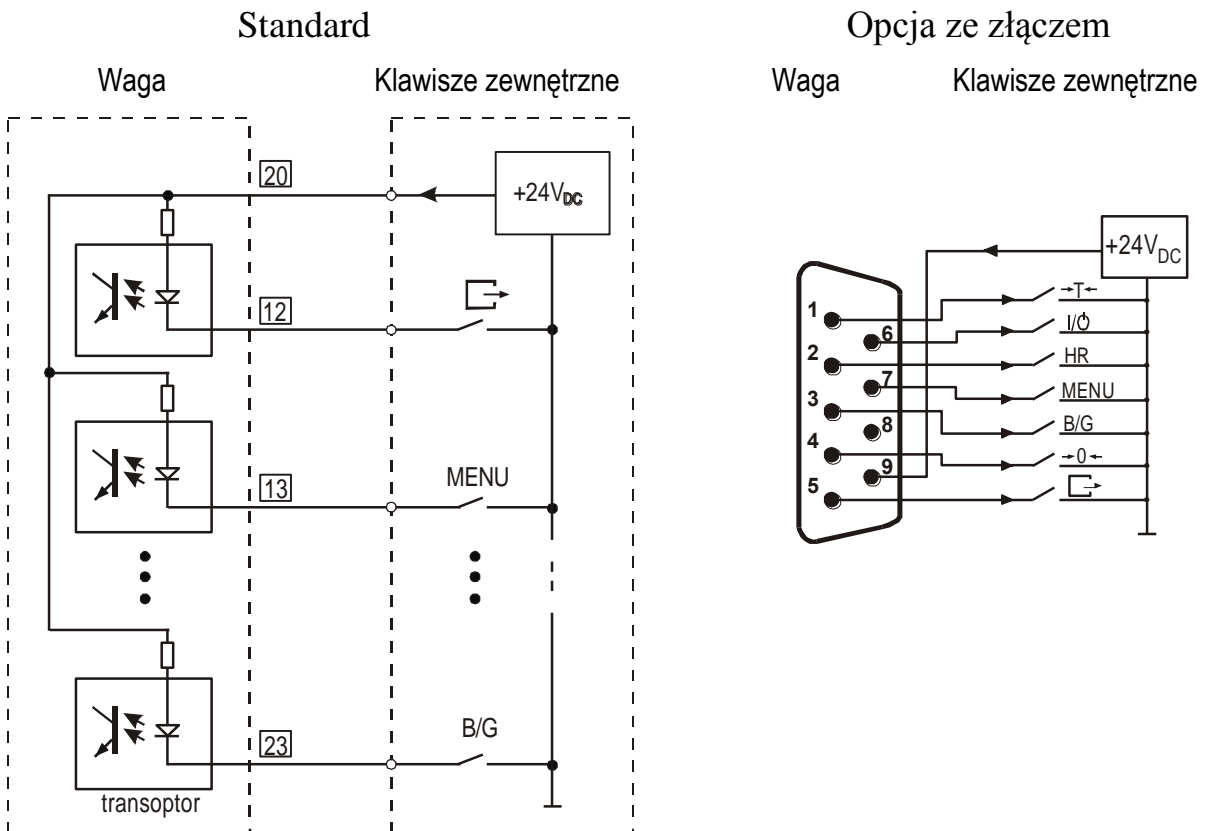 Standard
Opcja ze złączem
Waga
Klawisze zewnętrzne
Waga
Klawisze zewnętrzne
20
+24VDC
12
13
MENU
23
B/G
transoptor
+24VDC
1
6
2
7
3
8
4
9
5
→T←
I/⏻
HR
MENU
B/G
→0←